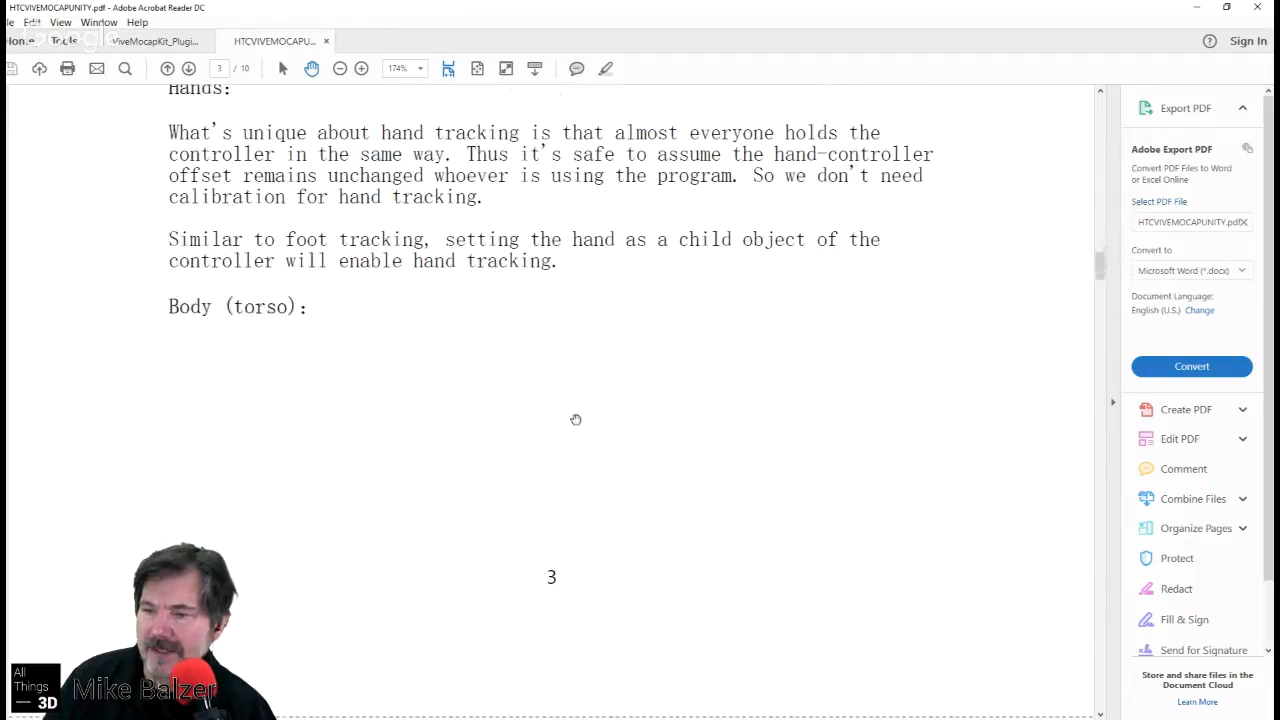 HTCVIVEMOCAPUNITY.pdf - Adobe Acrobat Reader DC
Edit View Window Help
Google
Home Tools ViveMocapKit_Plugi... HTCVIVEMOCAPU... ×
Sign In
3 / 10 174%
Hands:
What's unique about hand tracking is that almost everyone holds the
controller in the same way. Thus it's safe to assume the hand-controller
offset remains unchanged whoever is using the program. So we don't need
calibration for hand tracking.
Similar to foot tracking, setting the hand as a child object of the
controller will enable hand tracking.
Body (torso):
3
Export PDF
Adobe Export PDF
Convert PDF Files to Word
or Excel Online
Select PDF File
HTCVIVEMOCAPUNITY.pdf
Convert to
Microsoft Word (*.docx)
Document Language:
English (U.S.) Change
Convert
Create PDF
Edit PDF
Comment
Combine Files
Organize Pages
Protect
Redact
Fill & Sign
Send for Signature
Store and share files in the
Document Cloud
Learn More
All
Things
— 3D
Mike Balzer